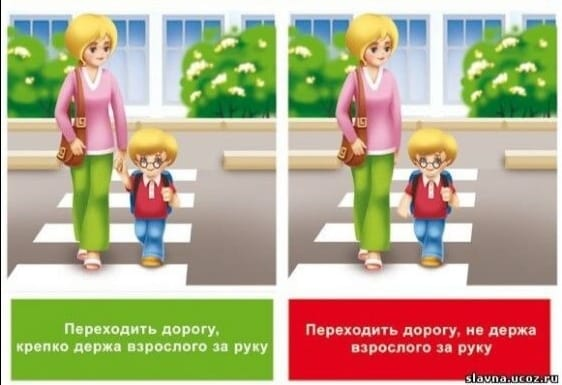 Переходить дорогу,
крепко держа взрослого за руку
Переходить дорогу, не держа
взрослого за руку
slavna.ucoz.ru